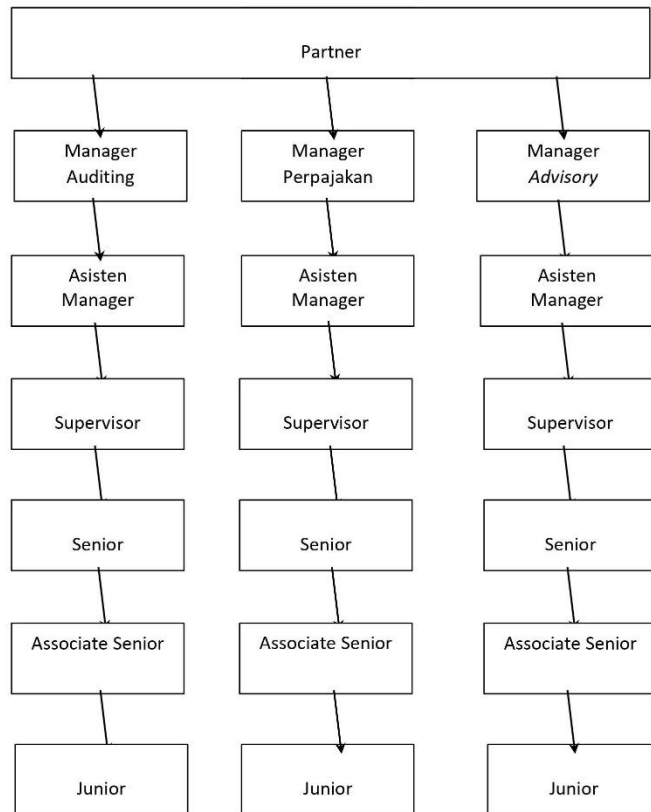 Partner
Manager
Auditing
Manager
Perpajakan
Manager
Advisory
Asisten
Manager
Asisten
Manager
Asisten
Manager
Supervisor
Supervisor
Supervisor
Senior
Senior
Senior
Associate Senior
Associate Senior
Associate Senior
Junior
Junior
Junior